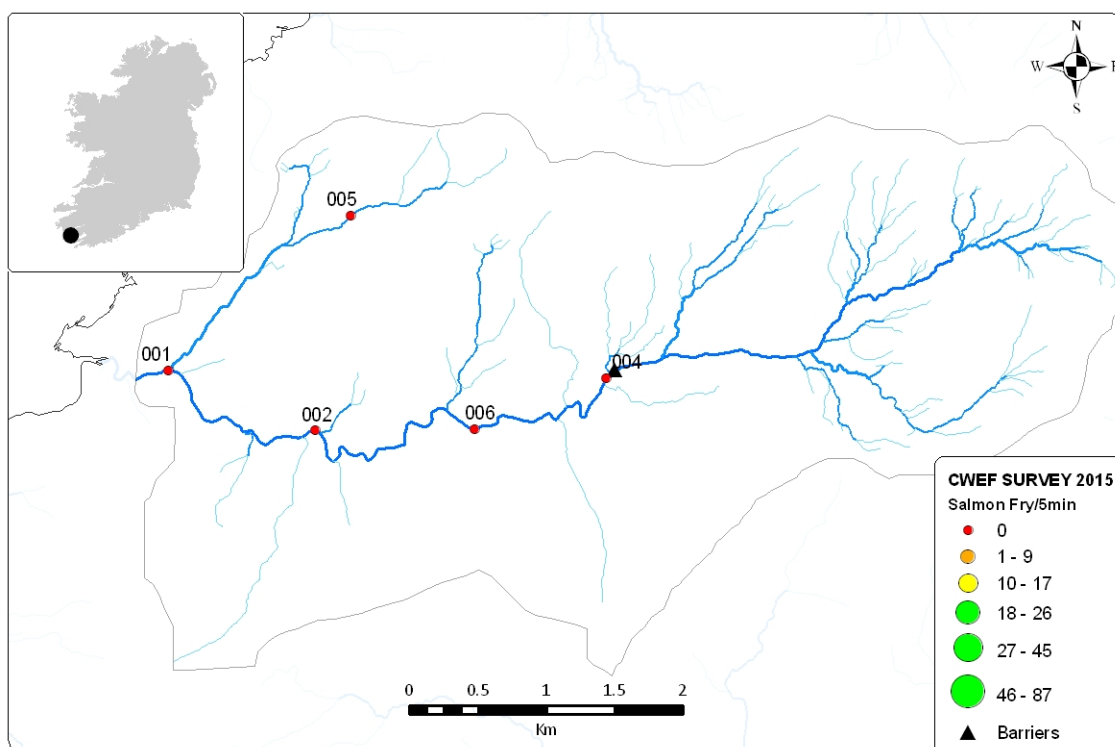 N
W E
S
005
001
004
002
006
CWEF SURVEY 2015
Salmon Fry/5min
0
1 - 9
10 - 17
18 - 26
27 - 45
46 - 87
Barriers
0 0.5 1 1.5 2
Km